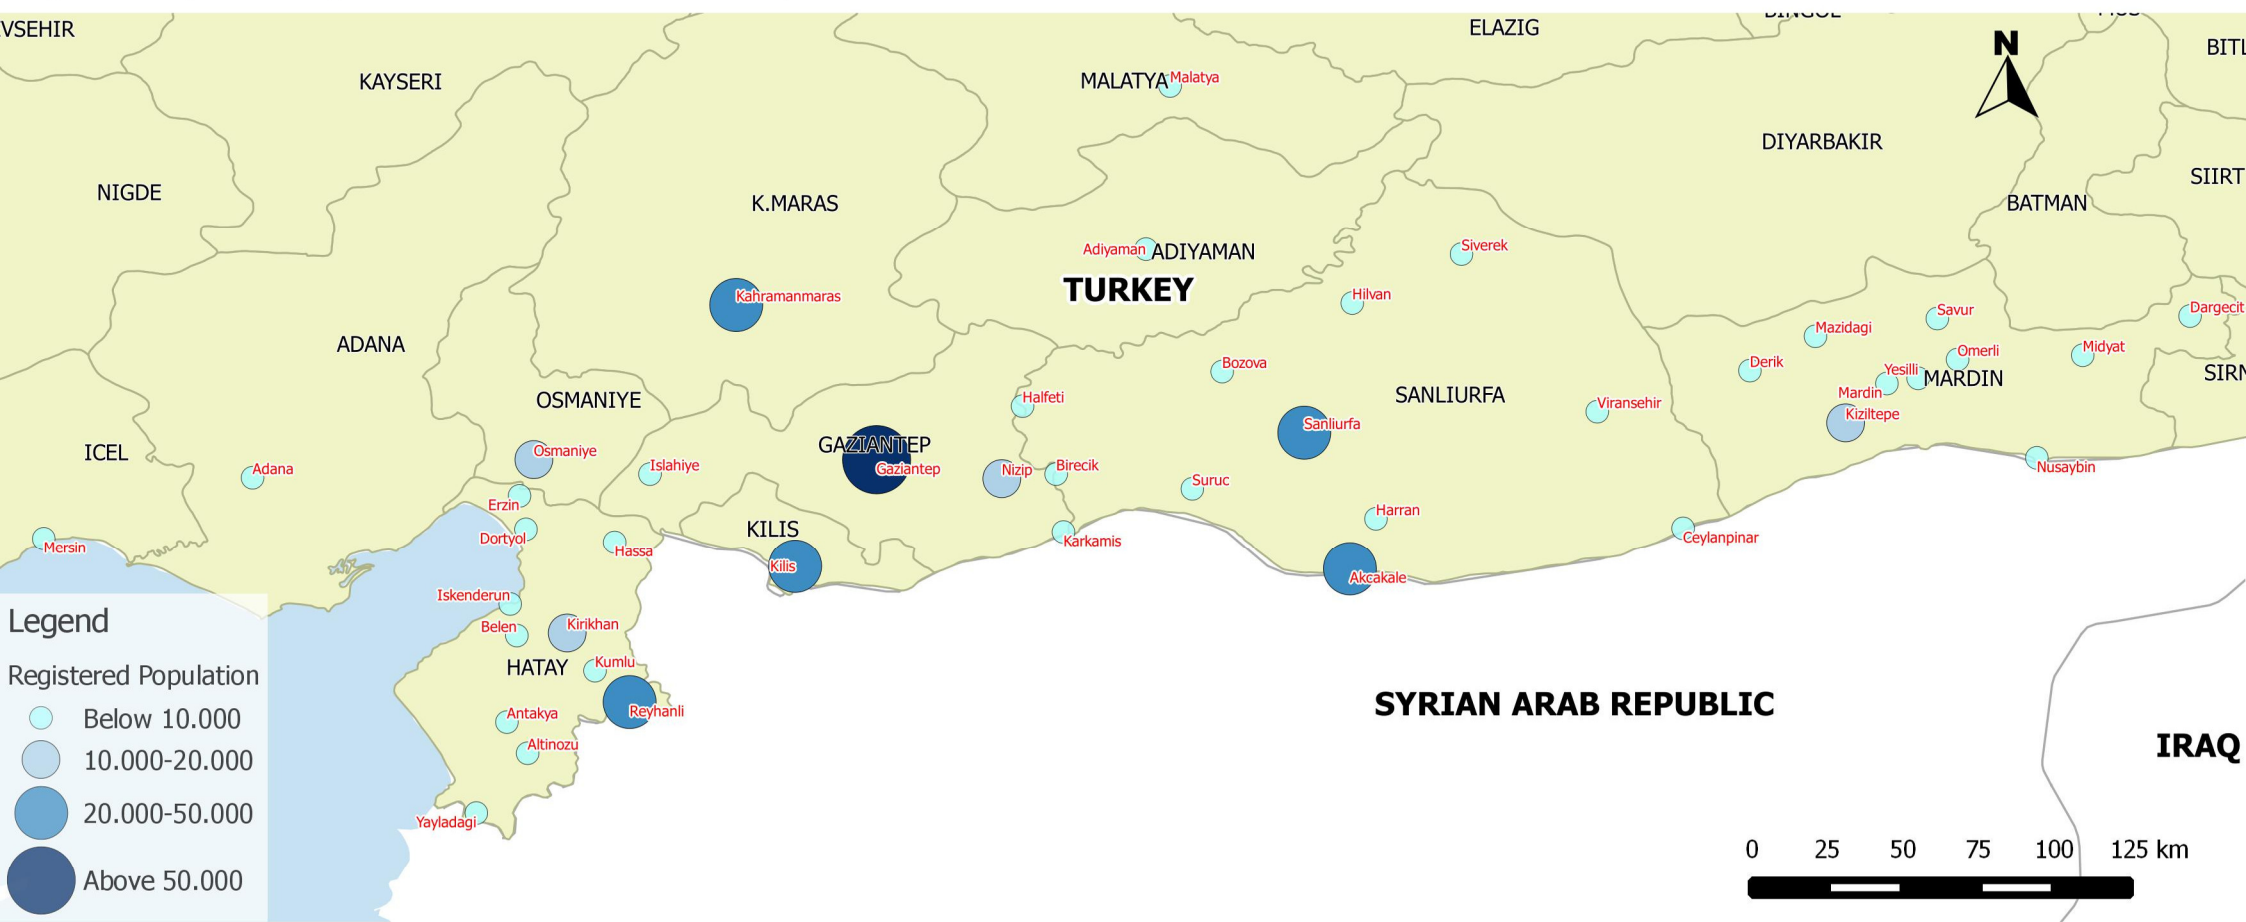 VSEHIR
ELAZIG
BINGOL
MUS
N
BITL
KAYSERI
MALATYA
Malatya
DIYARBAKIR
SIIRT
NIGDE
K.MARAS
BATMAN
Adiyaman
ADIYAMAN
Siverek
TURKEY
Kahramanmaras
Hilvan
Savur
Dargecit
Mazidagi
ADANA
Omerli
Midyat
Bozova
Derik
Yesilli
SIRN
MARDIN
Mardin
OSMANIYE
Halfeti
SANLIURFA
Viransehir
Kiziltepe
Sanliurfa
GAZIANTEP
ICEL
Osmaniye
Adana
Islahiye
Gaziantep
Nizip
Birecik
Nusaybin
Suruc
Erzin
Harran
KILIS
Dortyol
Mersin
Hassa
Karkamis
Ceylanpinar
Kilis
Akcakale
Iskenderun
Belen
Kirikhan
HATAY
Kumlu
Reyhanli
Antakya
Altinozu
Yayladagi
SYRIAN ARAB REPUBLIC
IRAQ
Legend
Registered Population
Below 10.000
10.000-20.000
20.000-50.000
Above 50.000
0 25 50 75 100 125 km